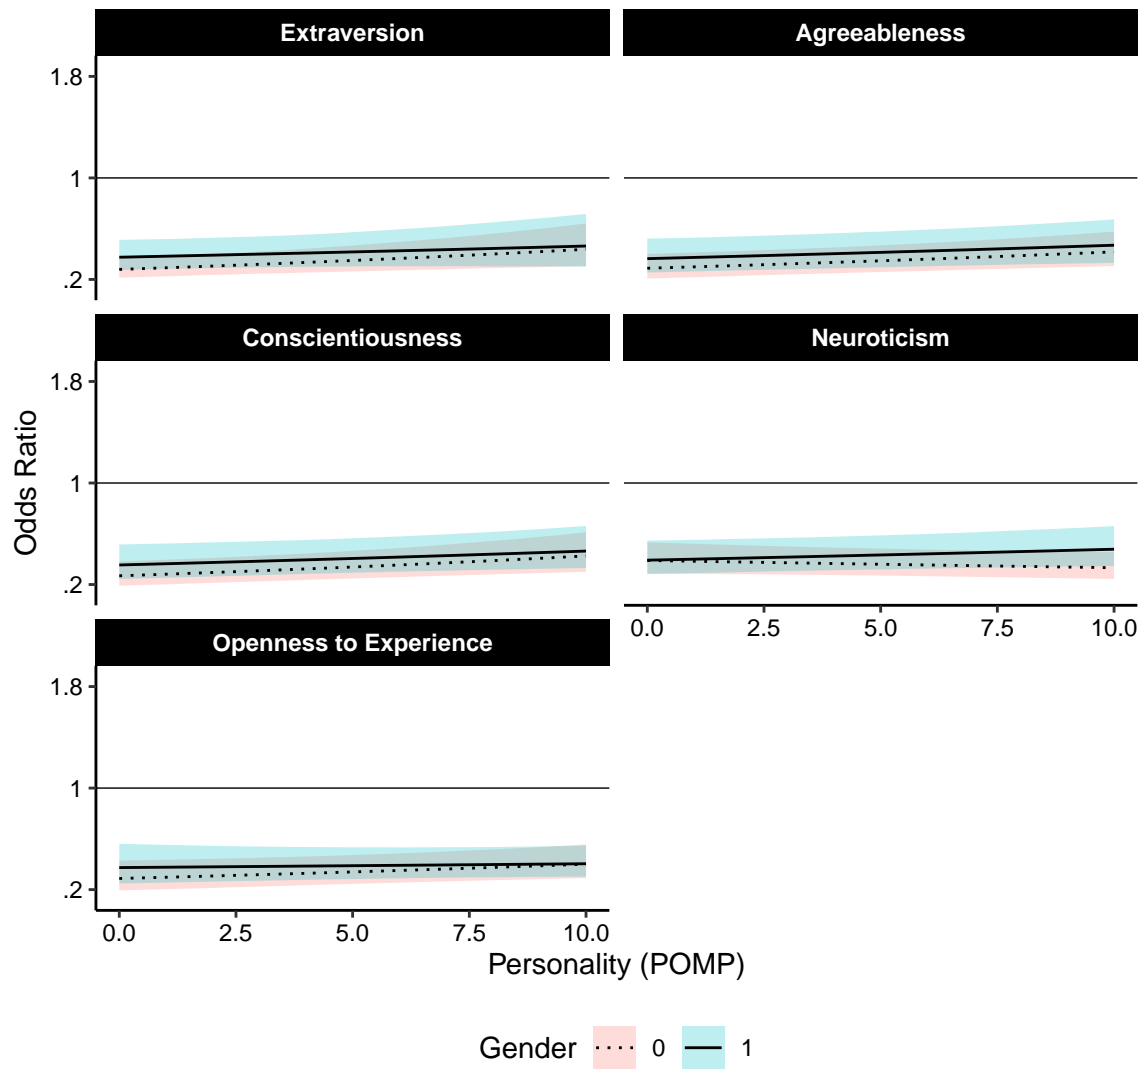 Extraversion
Agreeableness
1.8
1
.2
Conscientiousness
Neuroticism
1.8
1
.2
0.0 2.5 5.0 7.5 10.0
Openness to Experience
1.8
1
.2
0.0 2.5 5.0 7.5 10.0
Odds Ratio
Personality (POMP)
Gender 0 1